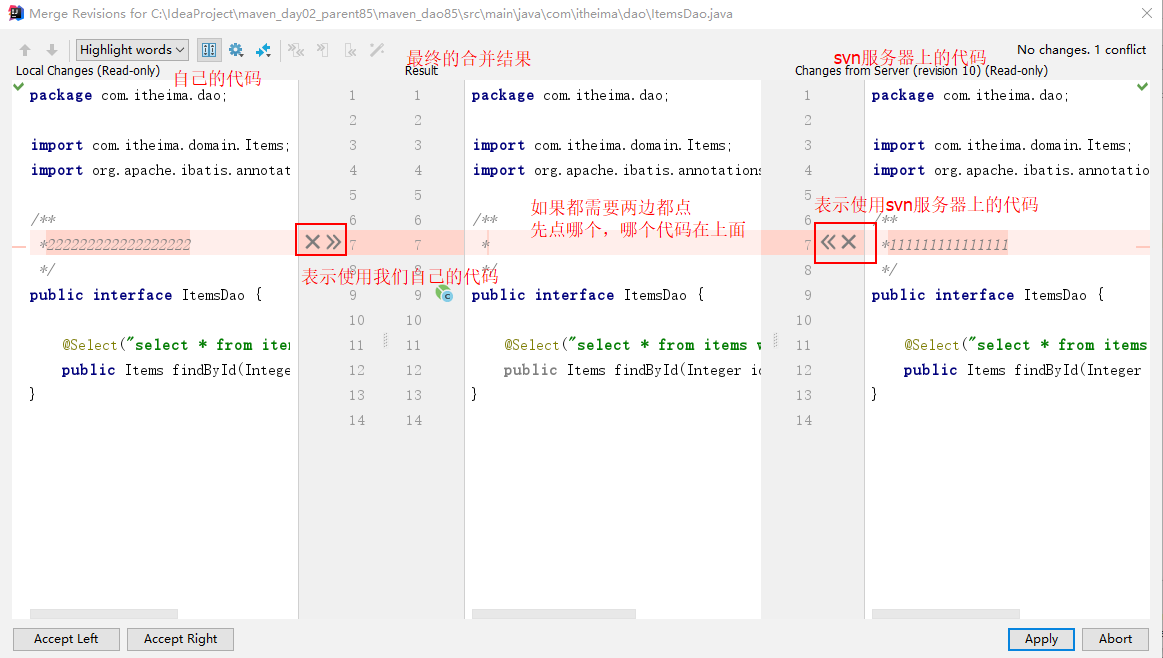 Merge Revisions for C:\IdeaProject\maven_day02_parent85\maven_dao85\src\main\java\com\itheima\dao\ItemsDao.java
Highlight words
最终的合并结果
svn服务器上的代码
No changes. 1 conflict
Local Changes (Read-only)
自己的代码
Result
Changes from Server (revision 10) (Read-only)
package com.itheima.dao;
import com.itheima.domain.Items;
import org.apache.ibatis.annotat
/**
*222222222222222222
*/
public interface ItemsDao {
@Select("select * from iter
public Items findById(Intege
}
表示使用我们自己的代码
1 1
2 2
3 3
4 4
5 5
6 6
7 7
8 8
9 9
10 10
11 11
12 12
13 13
14 14
package com.itheima.dao;
import com.itheima.domain.Items;
import org.apache.ibatis.annotations
/**
如果都需要两边都点
先点哪个，哪个代码在上面
*
*/
public interface ItemsDao {
@Select("select * from items w
public Items findById(Integer id
}
1
2
3
4
5
6
7
8
9
10
11
12
13
14
package com.itheima.dao;
import com.itheima.domain.Items;
import org.apache.ibatis.annotatio
表示使用svn服务器上的代码
/**
*111111111111111
*/
public interface ItemsDao {
@Select("select * from items
public Items findById(Integer
}
Accept Left
Accept Right
Apply
Abort